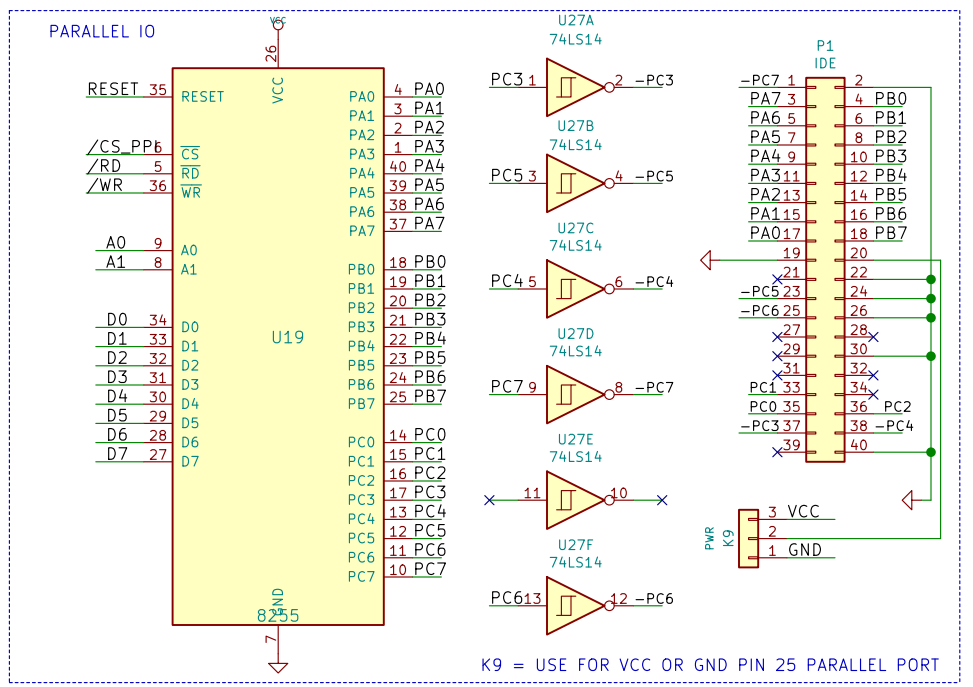 PARALLEL IO
VCC
26
VCC
RESET 35 RESET
/CS_PPI 6 CS
/RD 5 RD
/WR 36 WR
A0 9 A0
A1 8 A1
D0 34 D0
D1 33 D1
D2 32 D2
D3 31 D3
D4 30 D4
D5 29 D5
D6 28 D6
D7 27 D7
U19
PA0 4 PA0
PA1 3 PA1
PA2 2 PA2
PA3 1 PA3
PA4 40 PA4
PA5 39 PA5
PA6 38 PA6
PA7 37 PA7
PB0 18 PB0
PB1 19 PB1
PB2 20 PB2
PB3 21 PB3
PB4 22 PB4
PB5 23 PB5
PB6 24 PB6
PB7 25 PB7
PC0 14 PC0
PC1 15 PC1
PC2 16 PC2
PC3 17 PC3
PC4 13 PC4
PC5 12 PC5
PC6 11 PC6
PC7 10 PC7
GND
8255
7
U27A
74LS14
PC3 1 2 -PC3
U27B
74LS14
PC5 3 4 -PC5
U27C
74LS14
PC4 5 6 -PC4
U27D
74LS14
PC7 9 8 -PC7
U27E
74LS14
11 10
U27F
74LS14
PC6 13 12 -PC6
P1
IDE
-PC7 1 2
PA7 3 4 PB0
PA6 5 6 PB1
PA5 7 8 PB2
PA4 9 10 PB3
PA3 11 12 PB4
PA2 13 14 PB5
PA1 15 16 PB6
PA0 17 18 PB7
19 20
21 22
-PC5 23 24
-PC6 25 26
27 28
29 30
31 32
PC1 33 34
PC0 35 36 PC2
-PC3 37 38 -PC4
39 40
PWR
K9
3 VCC
2
1 GND
K9 = USE FOR VCC OR GND PIN 25 PARALLEL PORT